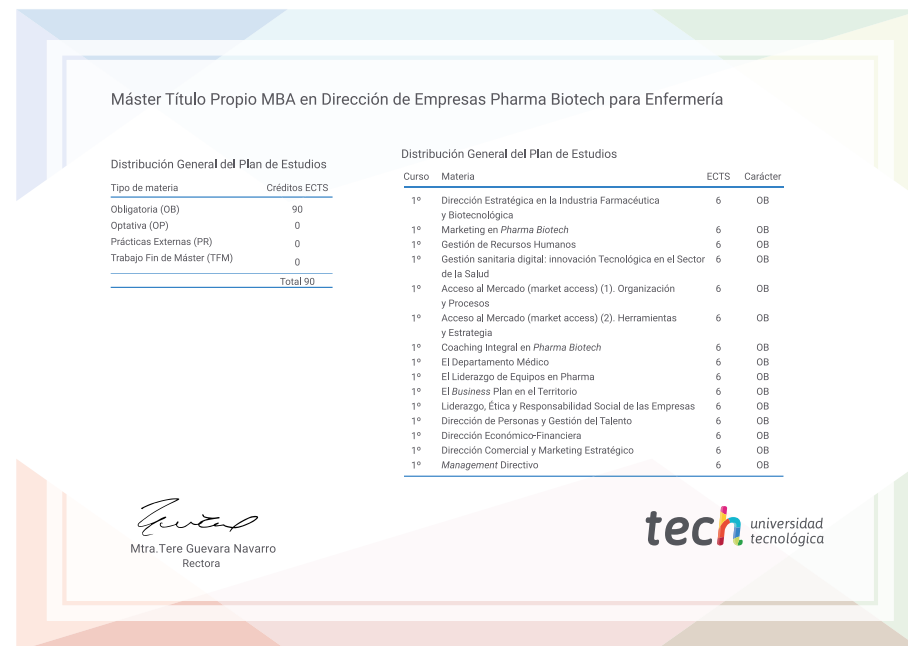 Máster Título Propio MBA en Dirección de Empresas Pharma Biotech para Enfermería
Distribución General del Plan de Estudios
Tipo de materia Créditos ECTS
Obligatoria (OB) 90
Optativa (OP) 0
Prácticas Externas (PR) 0
Trabajo Fin de Máster (TFM) 0
Total 90
Distribución General del Plan de Estudios
Curso Materia ECTS Carácter
1º Dirección Estratégica en la Industria Farmacéutica 6 OB
y Biotecnológica
1º Marketing en Pharma Biotech 6 OB
1º Gestión de Recursos Humanos 6 OB
1º Gestión sanitaria digital: innovación Tecnológica en el Sector 6 OB
de la Salud
1º Acceso al Mercado (market access) (1). Organización 6 OB
y Procesos
1º Acceso al Mercado (market access) (2). Herramientas 6 OB
y Estrategia
1º Coaching Integral en Pharma Biotech 6 OB
1º El Departamento Médico 6 OB
1º El Liderazgo de Equipos en Pharma 6 OB
1º El Business Plan en el Territorio 6 OB
1º Liderazgo, Ética y Responsabilidad Social de las Empresas 6 OB
1º Dirección de Personas y Gestión del Talento 6 OB
1º Dirección Económico-Financiera 6 OB
1º Dirección Comercial y Marketing Estratégico 6 OB
1º Management Directivo 6 OB
Mtra.Tere Guevara Navarro
Rectora
tech universidad
tecnológica